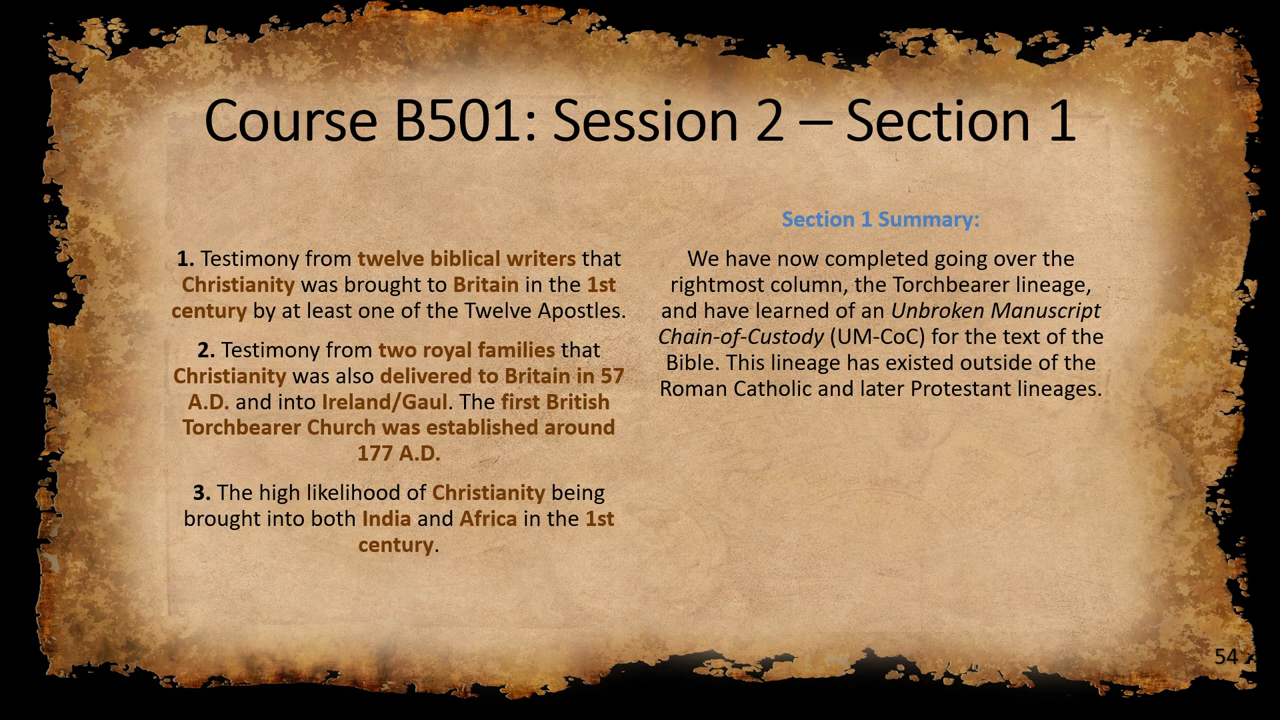 Course B501: Session 2 – Section 1
1. Testimony from twelve biblical writers that
Christianity was brought to Britain in the 1st
century by at least one of the Twelve Apostles.
2. Testimony from two royal families that
Christianity was also delivered to Britain in 57
A.D. and into Ireland/Gaul. The first British
Torchbearer Church was established around
177 A.D.
3. The high likelihood of Christianity being
brought into both India and Africa in the 1st
century.
Section 1 Summary:
We have now completed going over the
rightmost column, the Torchbearer lineage,
and have learned of an Unbroken Manuscript
Chain-of-Custody (UM-CoC) for the text of the
Bible. This lineage has existed outside of the
Roman Catholic and later Protestant lineages.
54